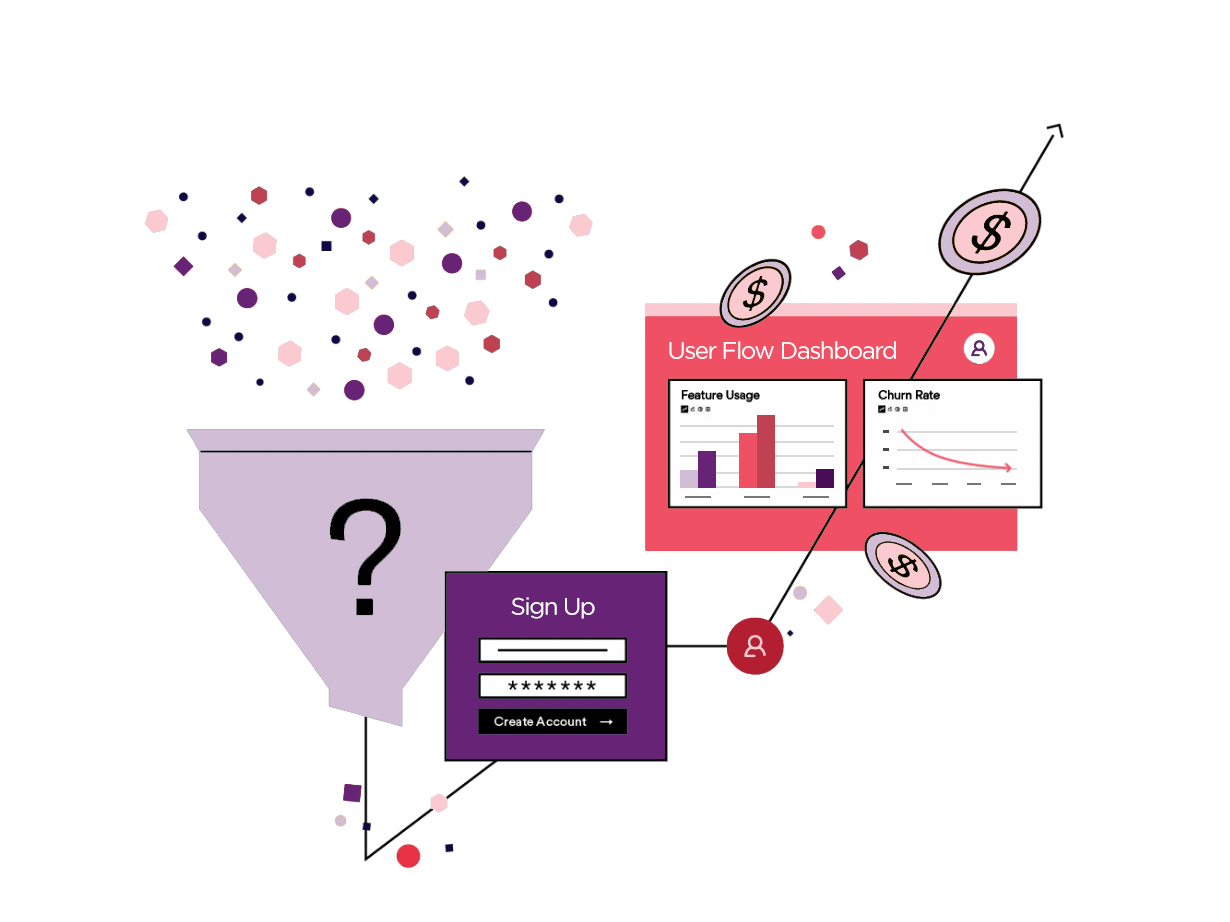 $
$
User Flow Dashboard
Feature Usage
Churn Rate
?
$
Sign Up
*******
Create Account →